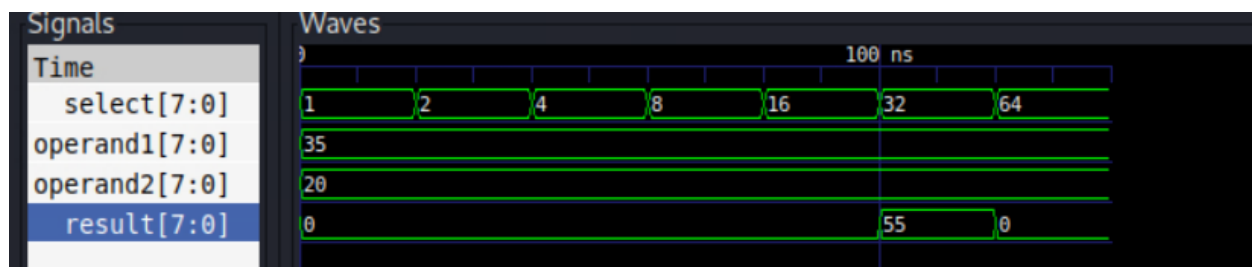 Signals Waves
Time 0 100 ns
select[7:0] 1 2 4 8 16 32 64
operand1[7:0] 35
operand2[7:0] 20
result[7:0] 0 55 0